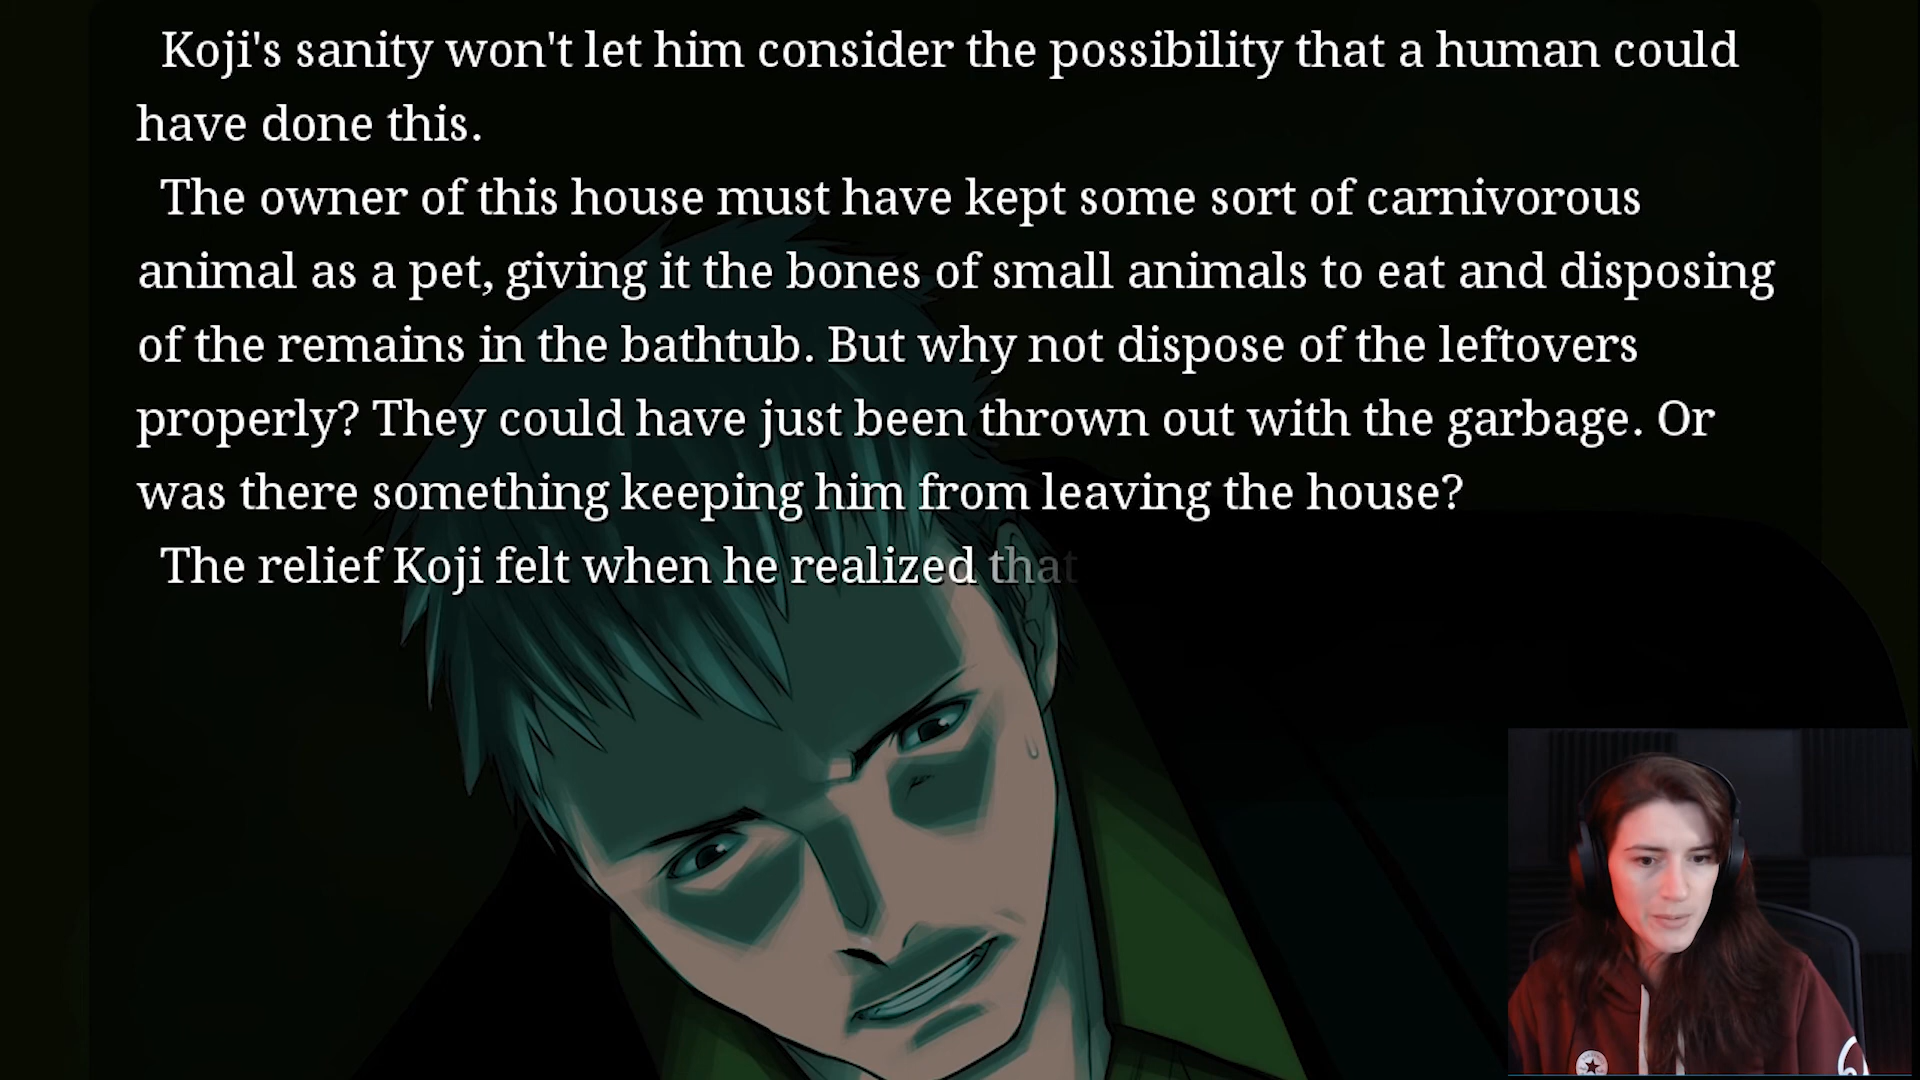 Koji's sanity won't let him consider the possibility that a human could
have done this.
The owner of this house must have kept some sort of carnivorous
animal as a pet, giving it the bones of small animals to eat and disposing
of the remains in the bathtub. But why not dispose of the leftovers
properly? They could have just been thrown out with the garbage. Or
was there something keeping him from leaving the house?
The relief Koji felt when he realized that